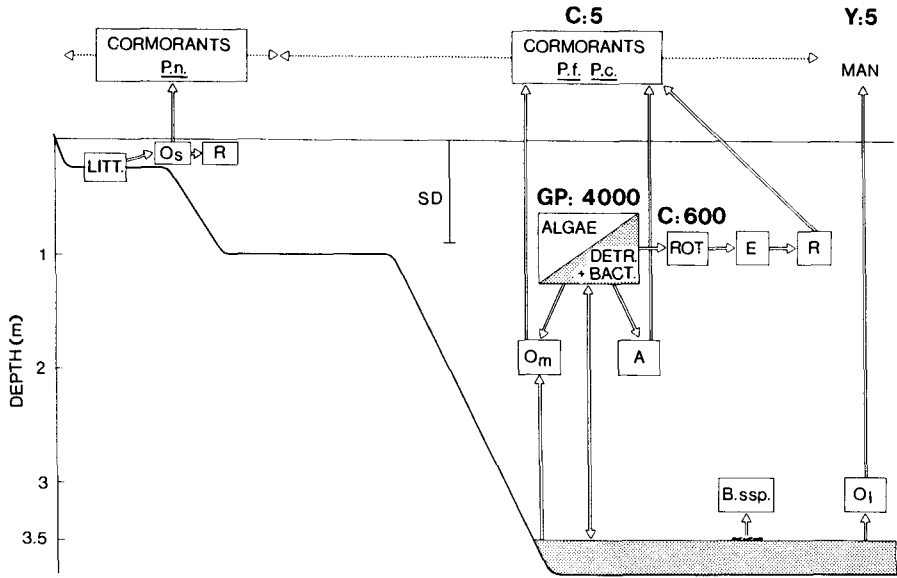 C:5
Y:5
CORMORANTS
P.n.
CORMORANTS
P.f. P.c.
MAN
LITT.
Os
R
SD
GP: 4000
ALGAE
DETR.
+ BACT.
C:600
ROT
E
R
1
Om
A
2
DEPTH (m)
3
B.ssp.
Ol
3.5